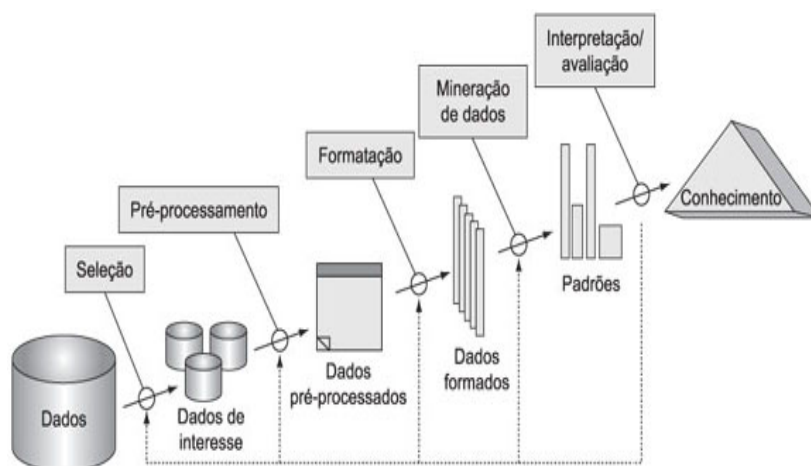 Interpretação/
avaliação
Mineração
de dados
Formatação
Pré-processamento
Seleção
Conhecimento
Padrões
Dados
formados
Dados
pré-processados
Dados de
interesse
Dados